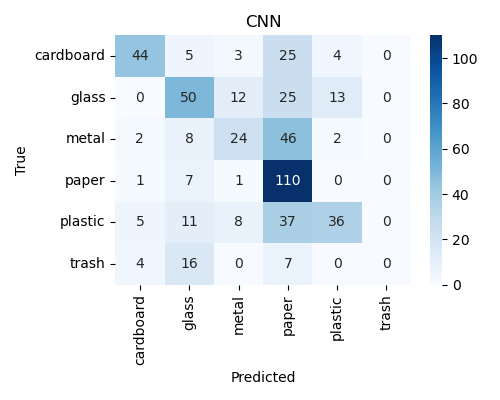 CNN
cardboard 44 5 3 25 4 0
glass 0 50 12 25 13 0
metal 2 8 24 46 2 0
paper 1 7 1 110 0 0
plastic 5 11 8 37 36 0
trash 4 16 0 7 0 0
True
cardboard glass metal paper plastic trash
Predicted
100
80
60
40
20
0